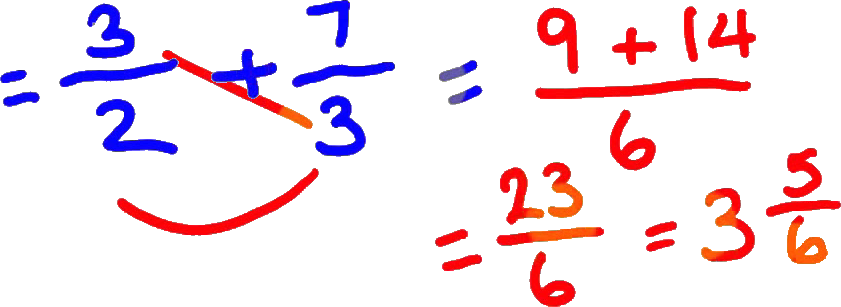 = 3/2 + 7/3 = (9 + 14)/6
= 23/6 = 3 5/6